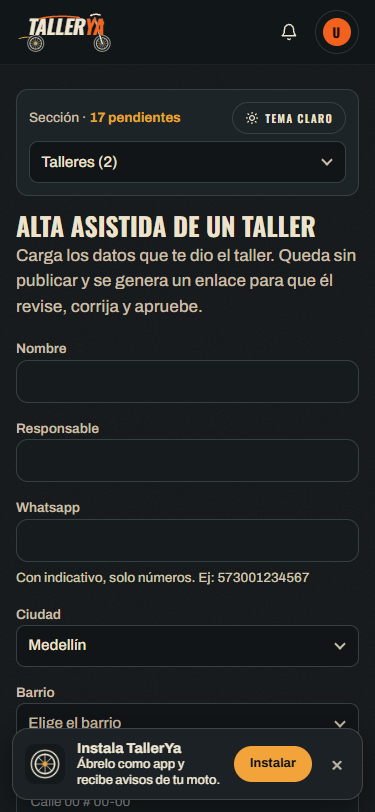 TALLERYA
U
Sección · 17 pendientes
TEMA CLARO
Talleres (2)
ALTA ASISTIDA DE UN TALLER
Carga los datos que te dio el taller. Queda sin
publicar y se genera un enlace para que él
revise, corrija y apruebe.
Nombre
Responsable
Whatsapp
Con indicativo, solo números. Ej: 573001234567
Ciudad
Medellín
Barrio
Elige el barrio
Instala TallerYa
Ábrelo como app y
recibe avisos de tu moto.
Instalar
Calle 00 # 00-00